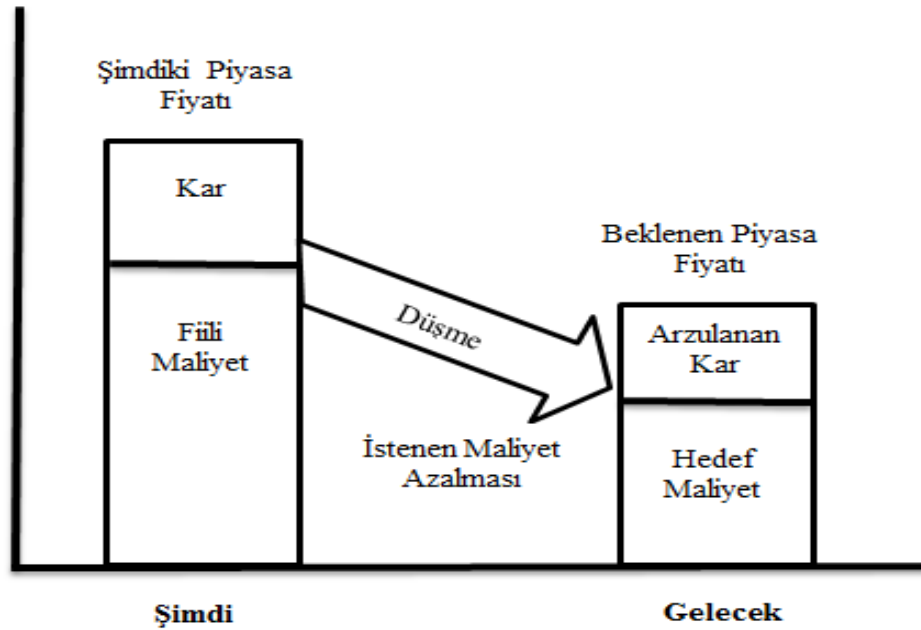 Şimdiki Piyasa
Fiyatı
Kar
Fiili
Maliyet
Düşme
İstenen Maliyet
Azalması
Beklenen Piyasa
Fiyatı
Arzulanan
Kar
Hedef
Maliyet
Şimdi
Gelecek